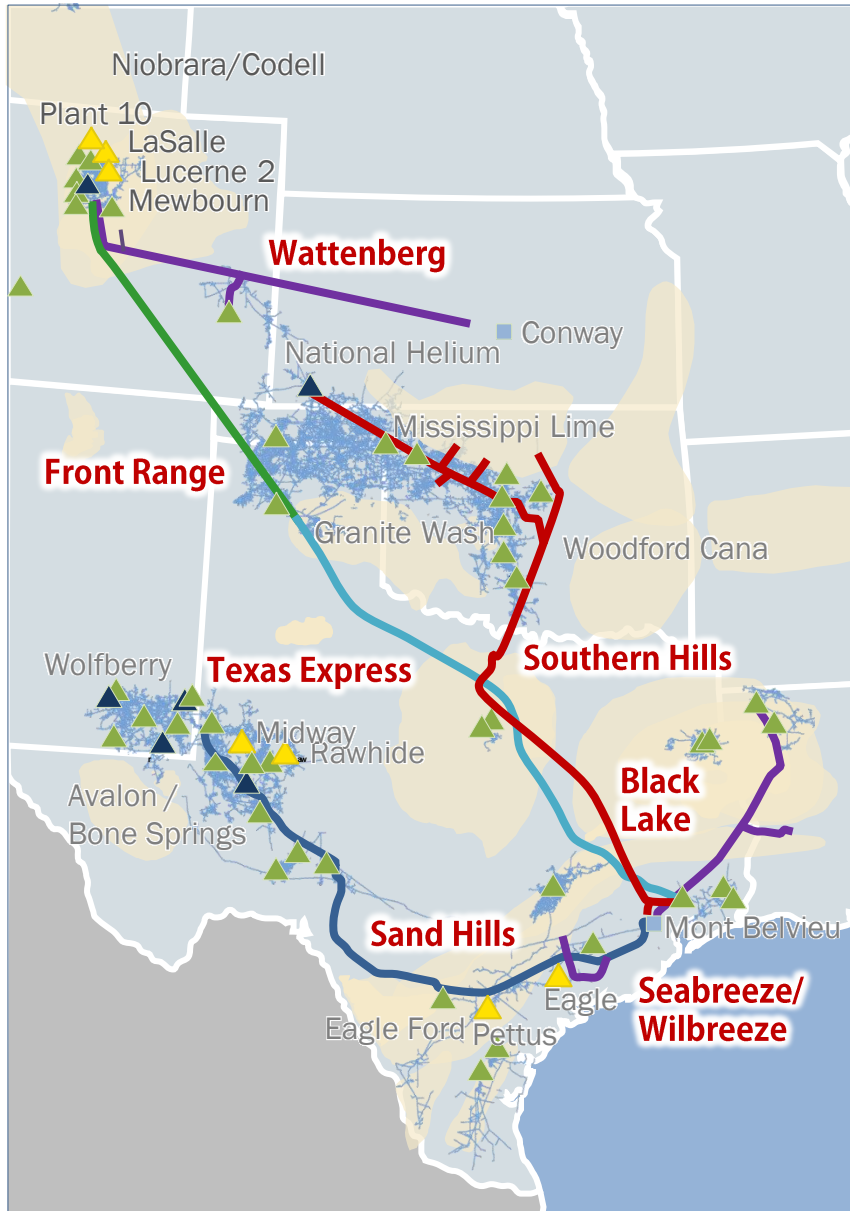 Niobrara/Codell
Plant 10
LaSalle
Lucerne 2
Mewbourn
Wattenberg
Conway
National Helium
Mississippi Lime
Front Range
Granite Wash
Woodford Cana
Southern Hills
Wolfberry
Texas Express
Midway
Rawhide
Avalon /
Bone Springs
Black
Lake
Sand Hills
Mont Belvieu
Eagle
Seabreeze/
Wilbreeze
Eagle Ford
Pettus